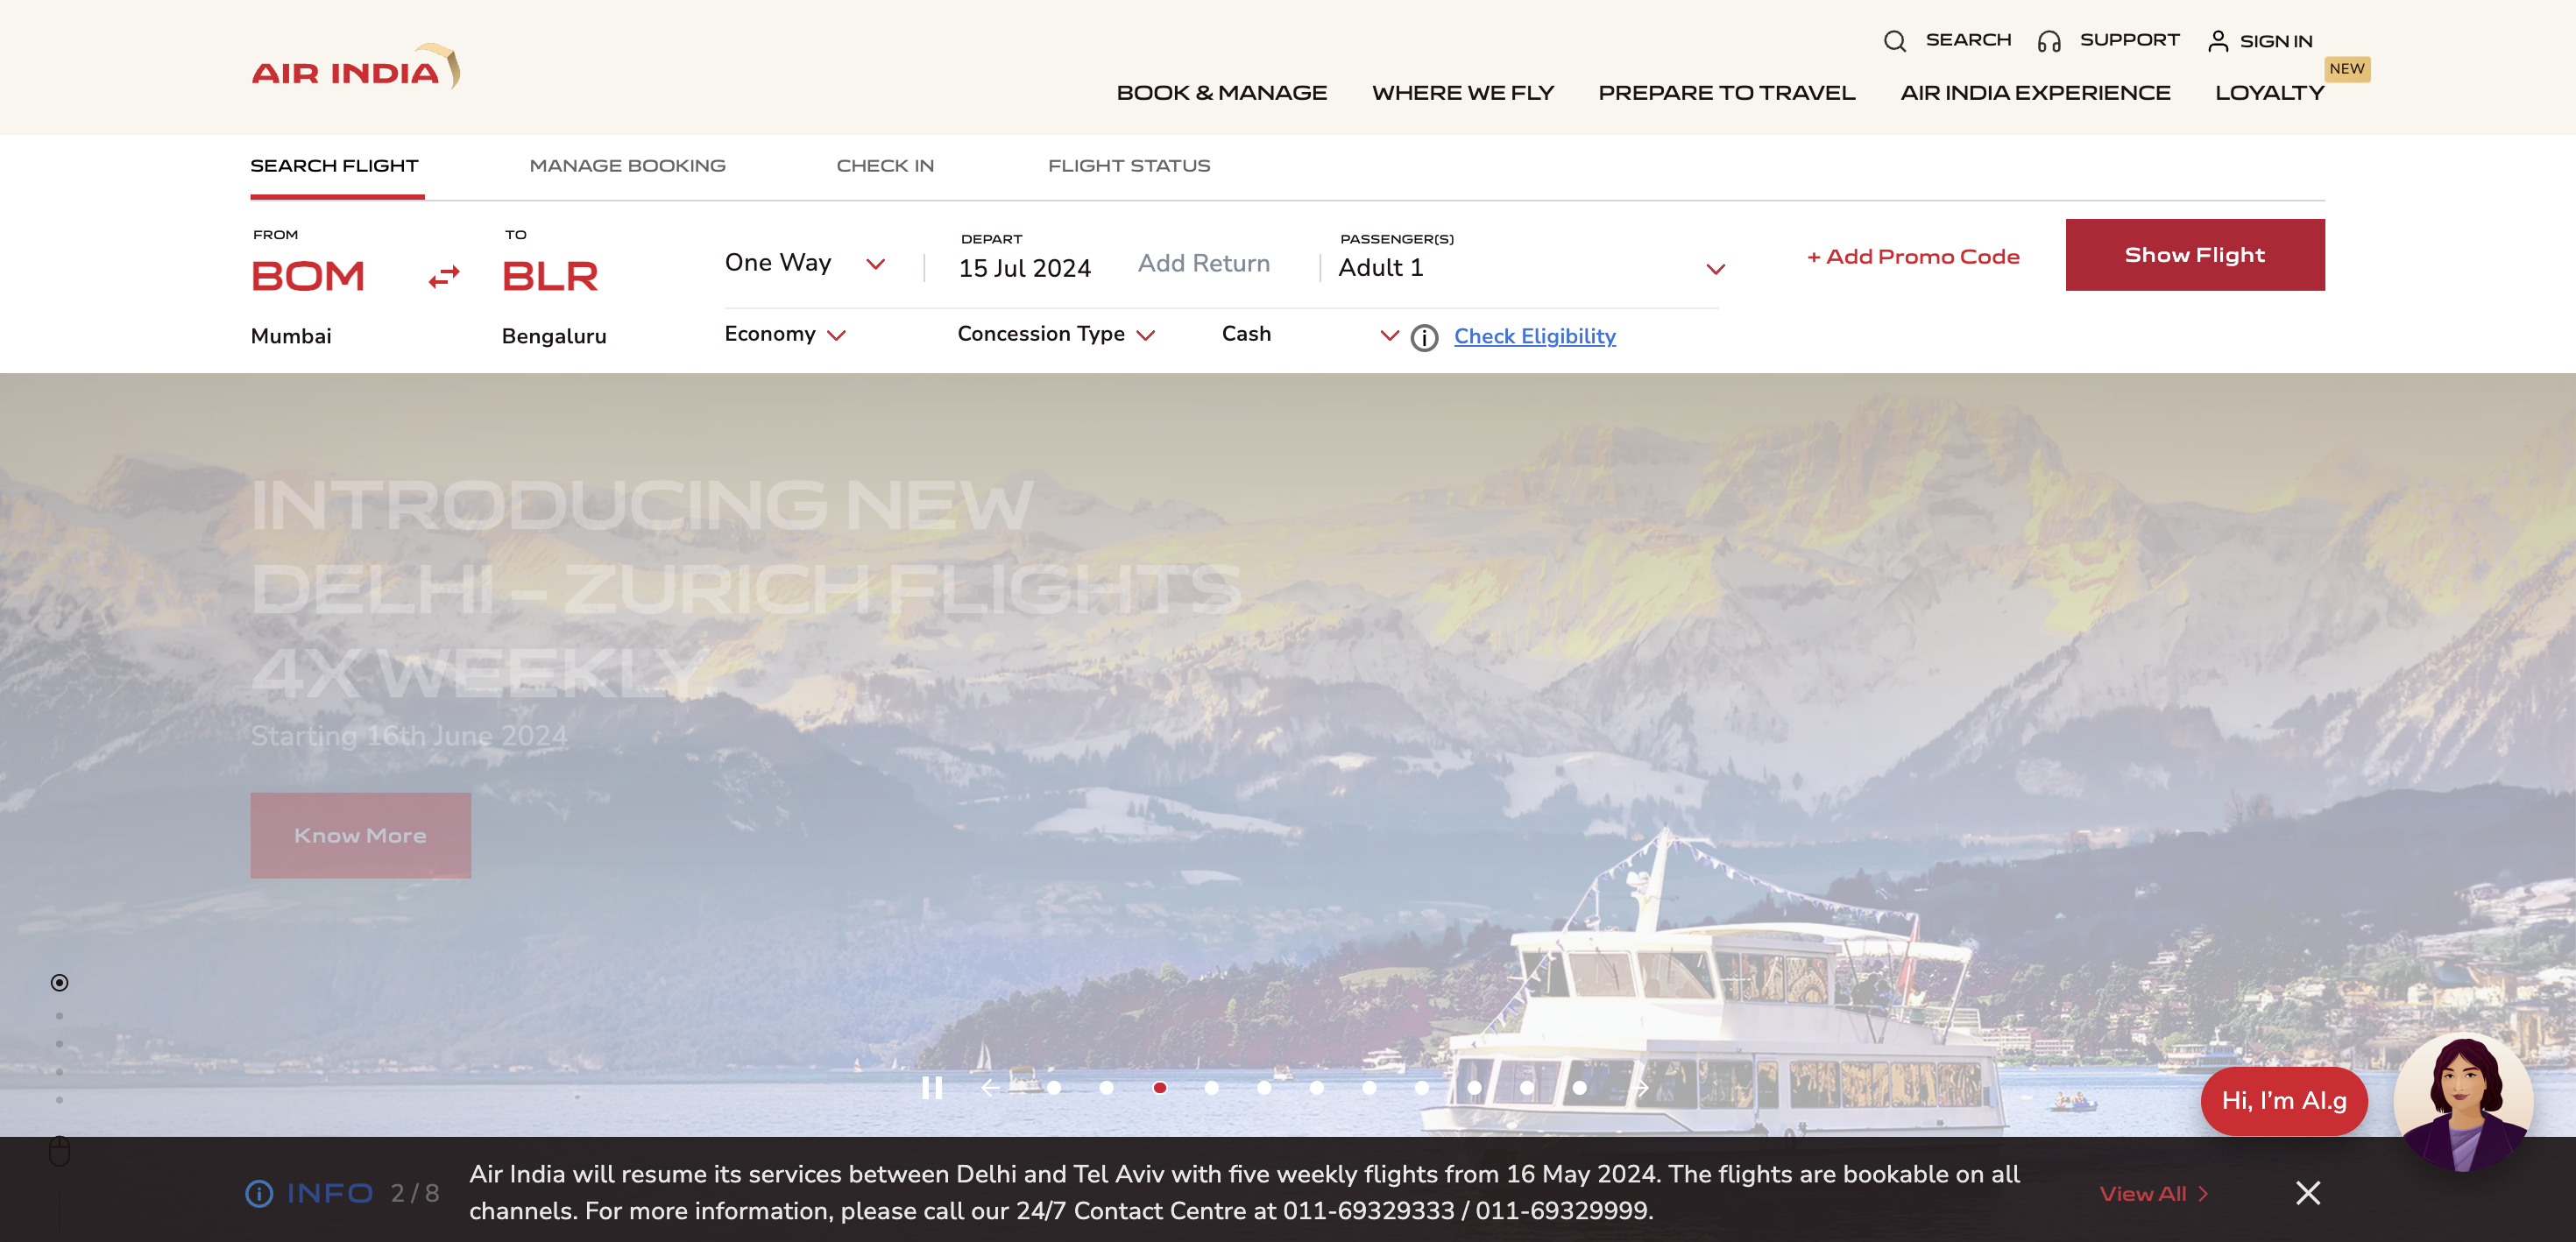 AIR INDIA
SEARCH
SUPPORT
SIGN IN
NEW
BOOK & MANAGE
WHERE WE FLY
PREPARE TO TRAVEL
AIR INDIA EXPERIENCE
LOYALTY
SEARCH FLIGHT
MANAGE BOOKING
CHECK IN
FLIGHT STATUS
FROM
BOM
Mumbai
TO
BLR
Bengaluru
One Way
DEPART
15 Jul 2024
Add Return
PASSENGER(S)
Adult 1
+ Add Promo Code
Show Flight
Economy
Concession Type
Cash
Check Eligibility
INTRODUCING NEW
DELHI – ZURICH FLIGHTS
4X WEEKLY
Starting 16th June 2024
Know More
Hi, I'm AI.g
INFO
2 / 8
Air India will resume its services between Delhi and Tel Aviv with five weekly flights from 16 May 2024. The flights are bookable on all
channels. For more information, please call our 24/7 Contact Centre at 011-69329333 / 011-69329999.
View All